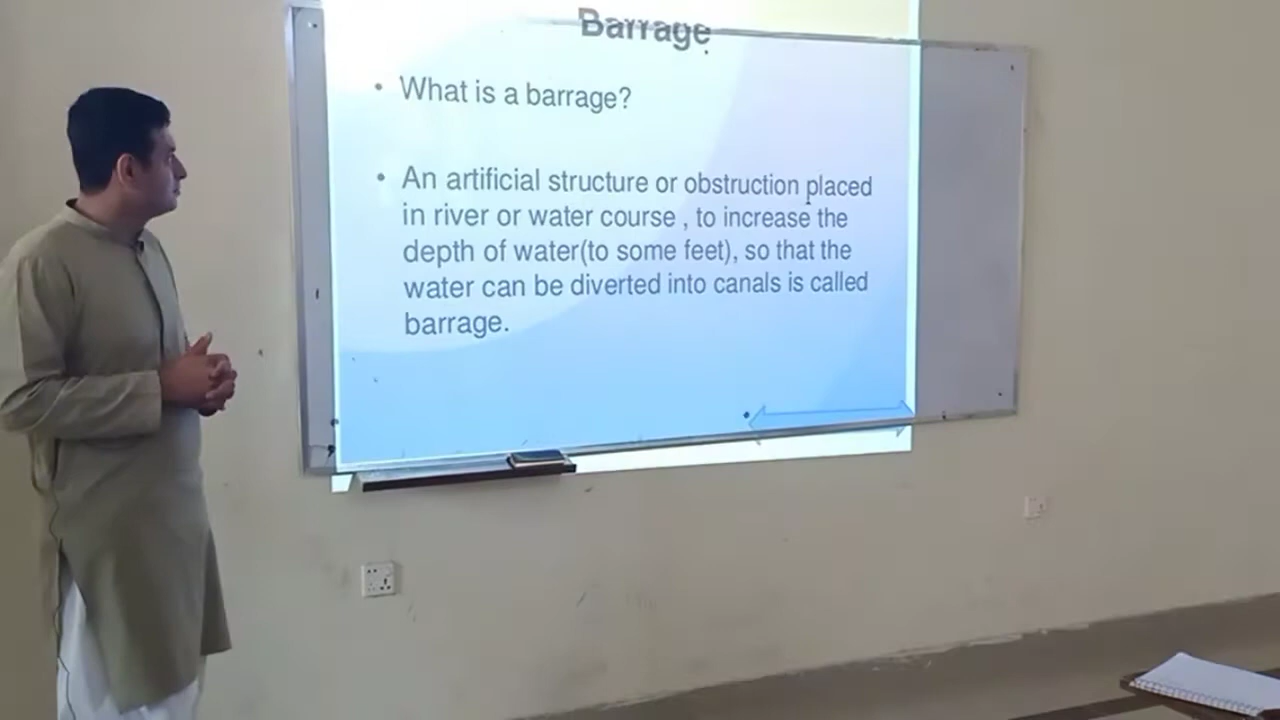 Barrage
• What is a barrage?
• An artificial structure or obstruction placed
in river or water course , to increase the
depth of water(to some feet), so that the
water can be diverted into canals is called
barrage.